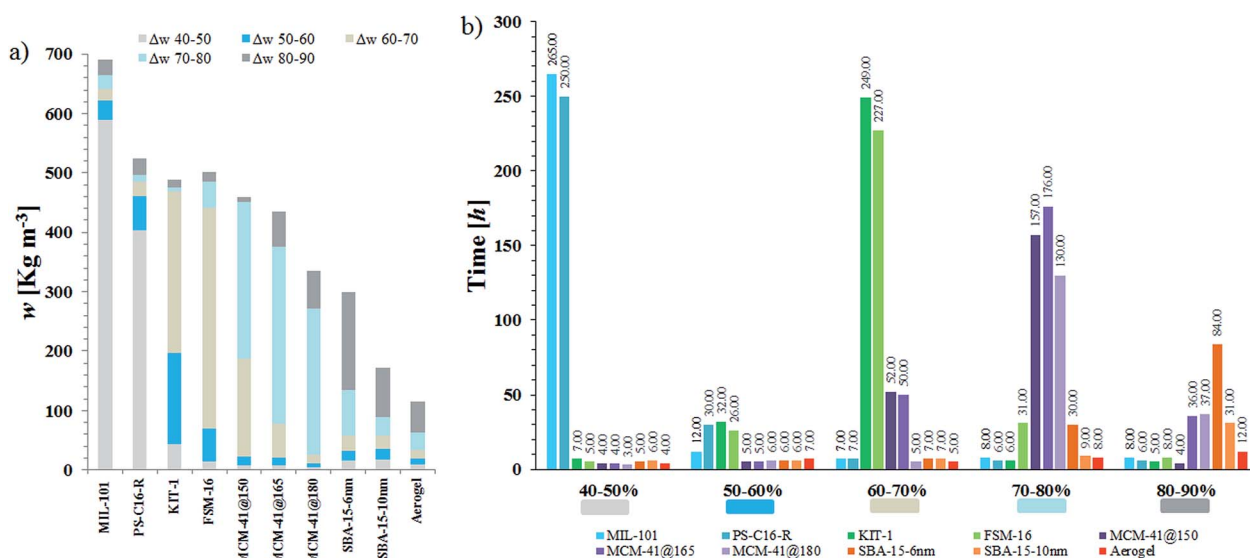 a)
Δw 40-50 Δw 50-60 Δw 60-70
Δw 70-80 Δw 80-90
w [Kg m-3]
700
600
500
400
300
200
100
0
MIL-101
PS-C16-R
KIT-1
FSM-16
MCM-41@150
MCM-41@165
MCM-41@180
SBA-15-6nm
SBA-15-10nm
Aerogel
b)
Time [h]
300
250
200
150
100
50
0
265.00 250.00 7.00 5.00 4.00 4.00 3.00 5.00 6.00 4.00
12.00 30.00 32.00 26.00 5.00 5.00 6.00 6.00 6.00 7.00
7.00 7.00 249.00 227.00 52.00 50.00 5.00 7.00 7.00 5.00
8.00 6.00 6.00 31.00 157.00 176.00 130.00 30.00 9.00 8.00
8.00 6.00 5.00 8.00 4.00 36.00 37.00 84.00 31.00 12.00
40-50% 50-60% 60-70% 70-80% 80-90%
MIL-101 PS-C16-R KIT-1 FSM-16 MCM-41@150
MCM-41@165 MCM-41@180 SBA-15-6nm SBA-15-10nm Aerogel